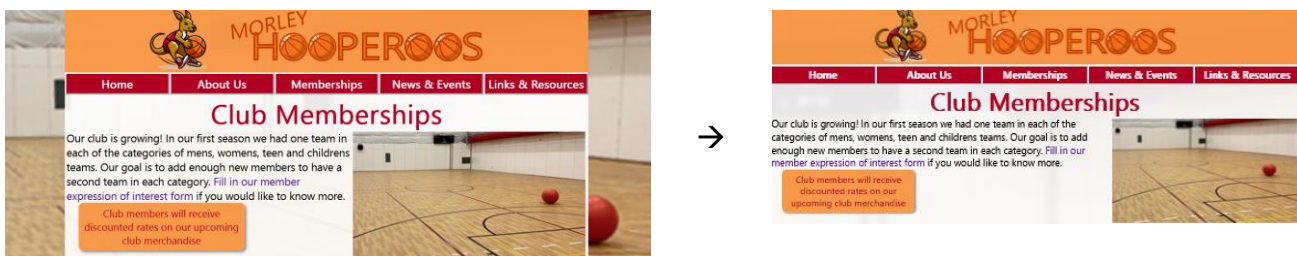 MORLEY
HOOPEROOS
Home About Us Memberships News & Events Links & Resources
Club Memberships
Our club is growing! In our first season we had one team in
each of the categories of mens, womens, teen and childrens
teams. Our goal is to add enough new members to have a
second team in each category. Fill in our member
expression of interest form if you would like to know more.
Club members will receive
discounted rates on our upcoming
club merchandise
→
MORLEY
HOOPEROOS
Home About Us Memberships News & Events Links & Resources
Club Memberships
Our club is growing! In our first season we had one team in each of the
categories of mens, womens, teen and childrens teams. Our goal is to add
enough new members to have a second team in each category. Fill in our
member expression of interest form if you would like to know more.
Club members will receive
discounted rates on our
upcoming club merchandise